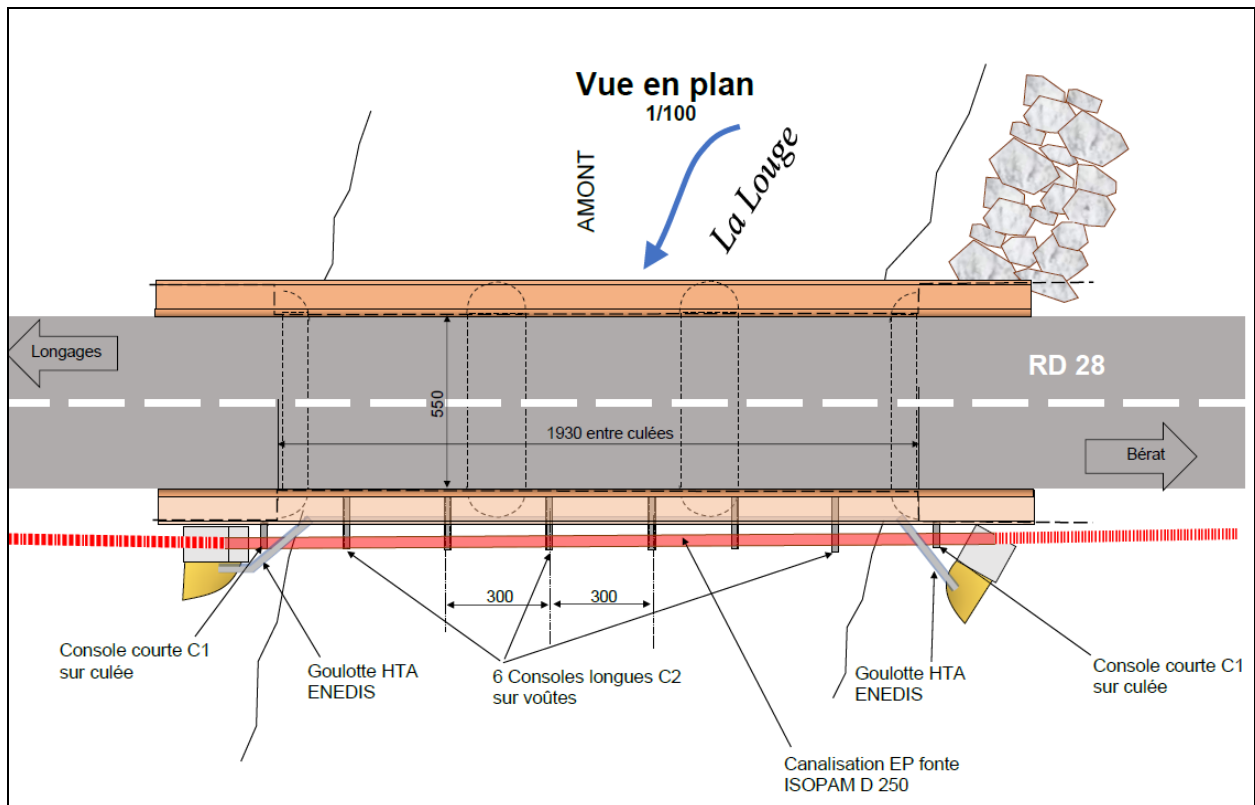 Vue en plan
1/100
AMONT
La Louge
Longages
RD 28
550
1930 entre culées
Bérat
300
300
Console courte C1
sur culée
Goulotte HTA
ENEDIS
6 Consoles longues C2
sur voûtes
Goulotte HTA
ENEDIS
Console courte C1
sur culée
Canalisation EP fonte
ISOPAM D 250